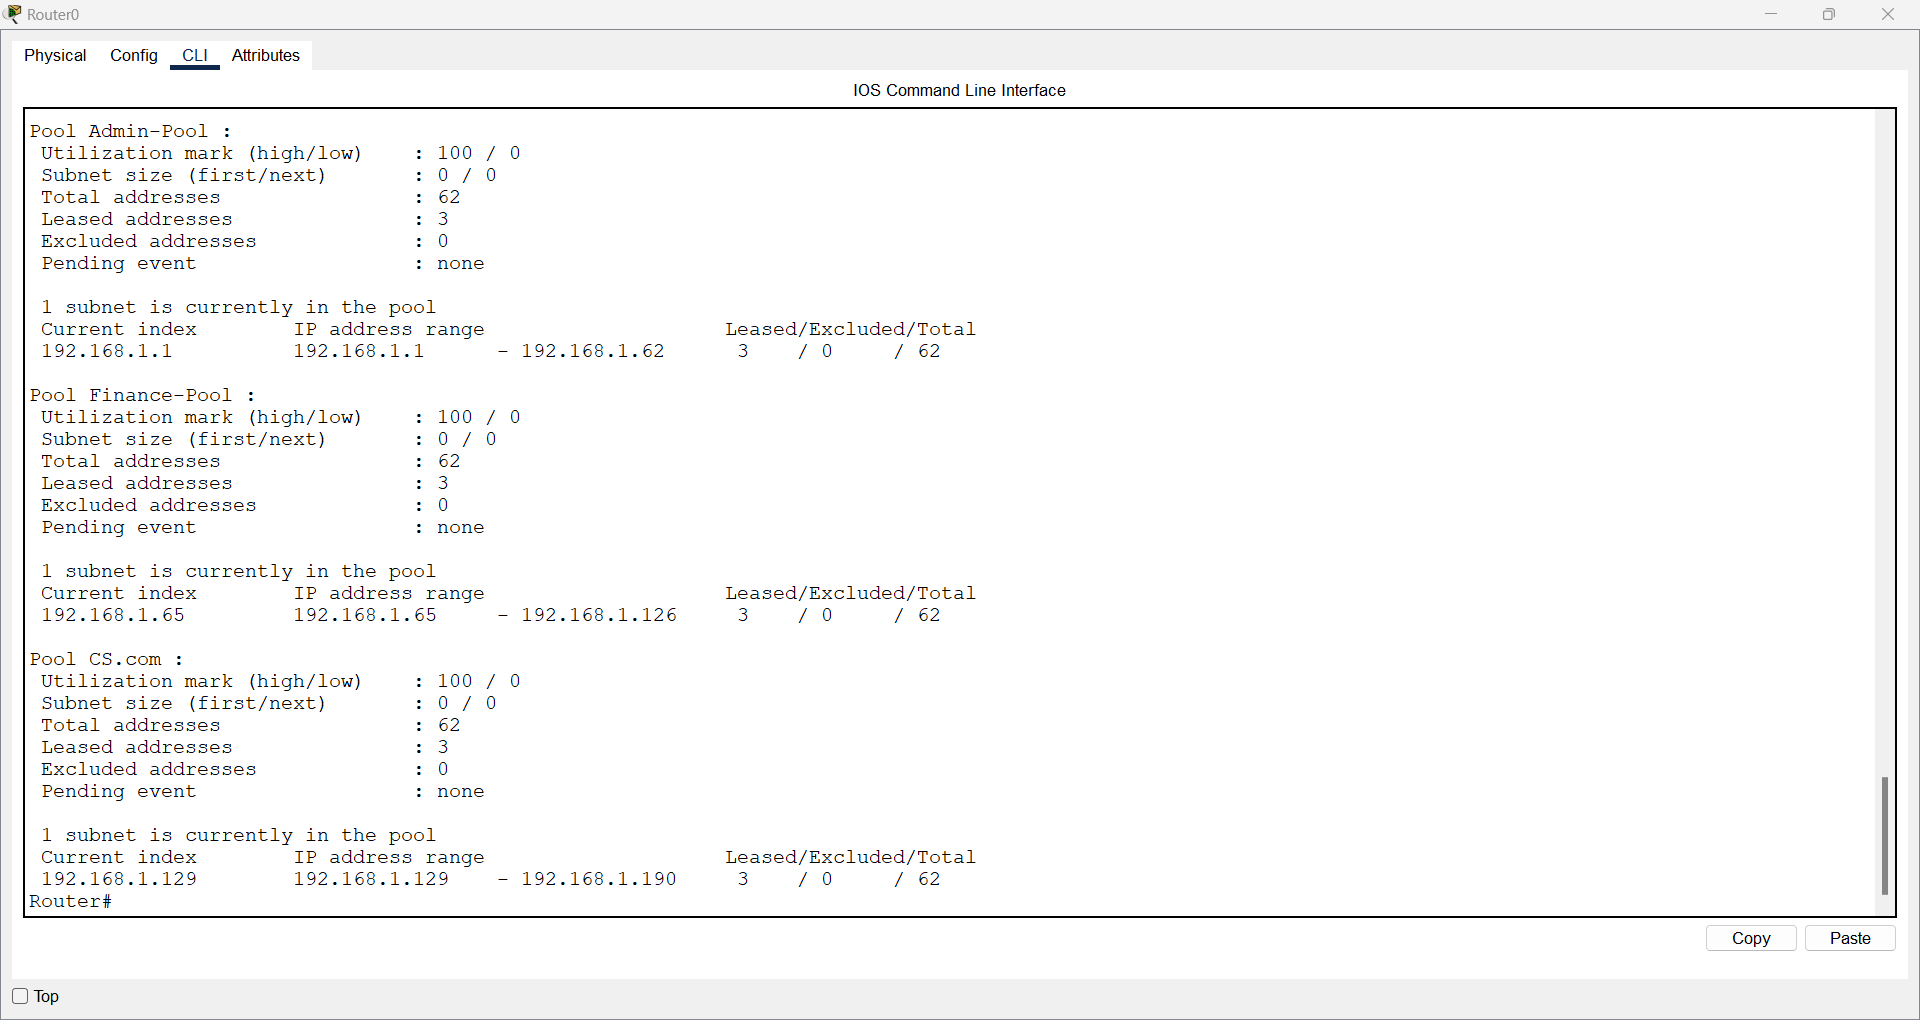 Router0
Physical Config CLI Attributes
IOS Command Line Interface
Pool Admin-Pool :
Utilization mark (high/low) : 100 / 0
Subnet size (first/next) : 0 / 0
Total addresses : 62
Leased addresses : 3
Excluded addresses : 0
Pending event : none
1 subnet is currently in the pool
Current index IP address range Leased/Excluded/Total
192.168.1.1 192.168.1.1 - 192.168.1.62 3 / 0 / 62
Pool Finance-Pool :
Utilization mark (high/low) : 100 / 0
Subnet size (first/next) : 0 / 0
Total addresses : 62
Leased addresses : 3
Excluded addresses : 0
Pending event : none
1 subnet is currently in the pool
Current index IP address range Leased/Excluded/Total
192.168.1.65 192.168.1.65 - 192.168.1.126 3 / 0 / 62
Pool CS.com :
Utilization mark (high/low) : 100 / 0
Subnet size (first/next) : 0 / 0
Total addresses : 62
Leased addresses : 3
Excluded addresses : 0
Pending event : none
1 subnet is currently in the pool
Current index IP address range Leased/Excluded/Total
192.168.1.129 192.168.1.129 - 192.168.1.190 3 / 0 / 62
Router#
Copy Paste
Top